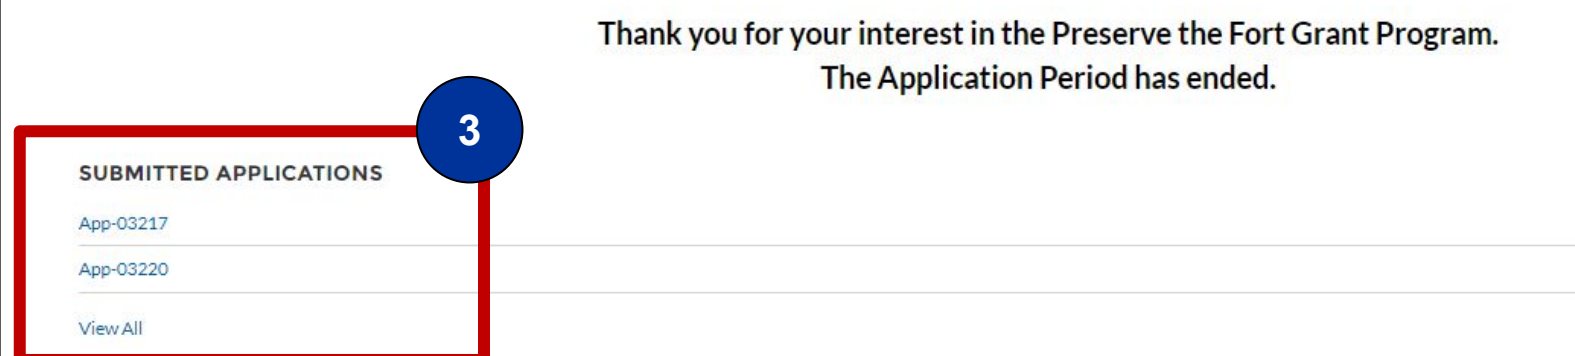 Thank you for your interest in the Preserve the Fort Grant Program.
The Application Period has ended.
3
SUBMITTED APPLICATIONS
App-03217
App-03220
View All